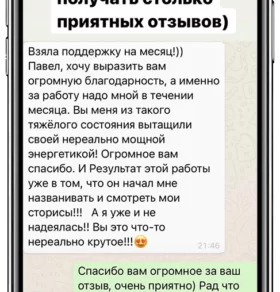 получать столько
приятных отзывов)
Взяла поддержку на месяц!))
Павел, хочу выразить вам
огромную благодарность, а именно
за работу надо мной в течении
месяца. Вы меня из такого
тяжёлого состояния вытащили
своей нереально мощной
энергетикой! Огромное вам
спасибо. И Результат этой работы
уже в том, что он начал мне
названивать и смотреть мои
сторисы!!! А я уже и не
надеялась!! Вы это что-то
нереально крутое!!!😍
21:46
Спасибо вам огромное за ваш
отзыв, очень приятно) Рад что